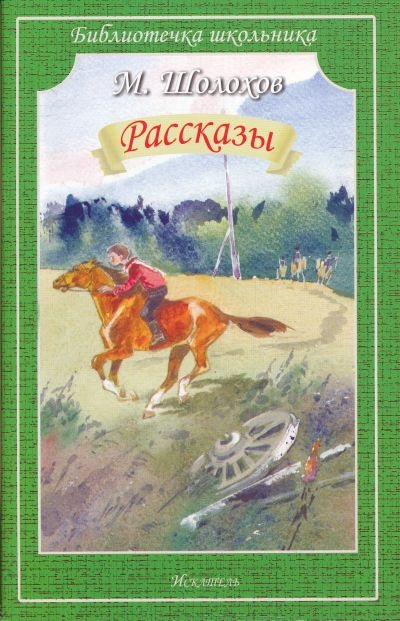 Библиотечка школьника
М. Шолохов
Рассказы
Искатель